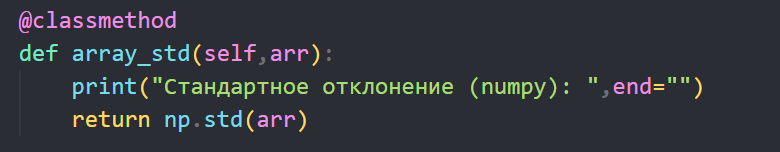 @classmethod
def array_std(self,arr):
print("Стандартное отклонение (numpy): ",end="")
return np.std(arr)